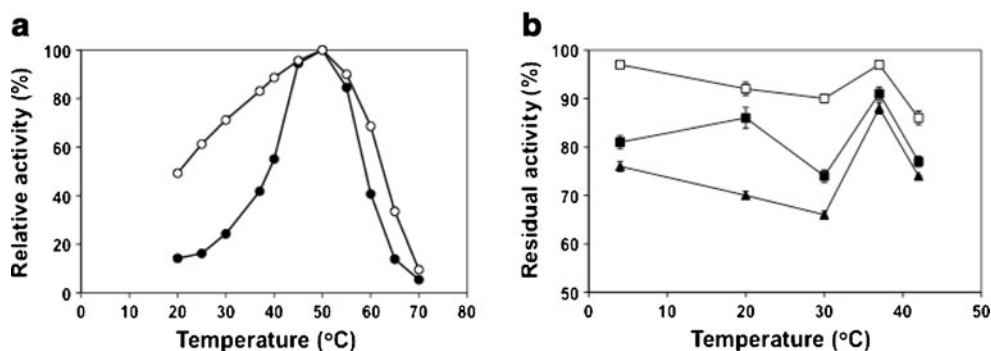 a
Relative activity (%)
100
80
60
40
20
0
0 10 20 30 40 50 60 70 80
Temperature (°C)
b
Residual activity (%)
100
90
80
70
60
50
0 10 20 30 40 50
Temperature (°C)